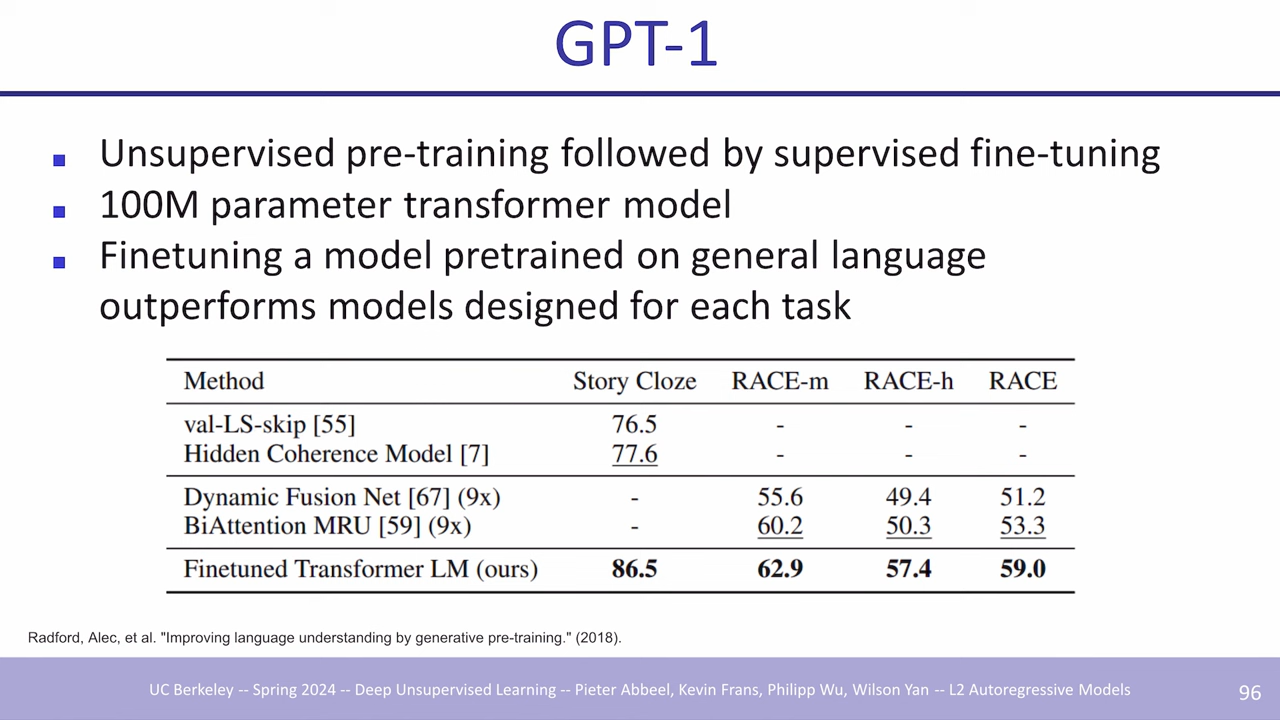 GPT-1
Unsupervised pre-training followed by supervised fine-tuning
100M parameter transformer model
Finetuning a model pretrained on general language
outperforms models designed for each task
Method Story Cloze RACE-m RACE-h RACE
val-LS-skip [55] 76.5 - - -
Hidden Coherence Model [7] 77.6 - - -
Dynamic Fusion Net [67] (9x) - 55.6 49.4 51.2
BiAttention MRU [59] (9x) - 60.2 50.3 53.3
Finetuned Transformer LM (ours) 86.5 62.9 57.4 59.0
Radford, Alec, et al. "Improving language understanding by generative pre-training." (2018).
UC Berkeley -- Spring 2024 -- Deep Unsupervised Learning -- Pieter Abbeel, Kevin Frans, Philipp Wu, Wilson Yan -- L2 Autoregressive Models 96